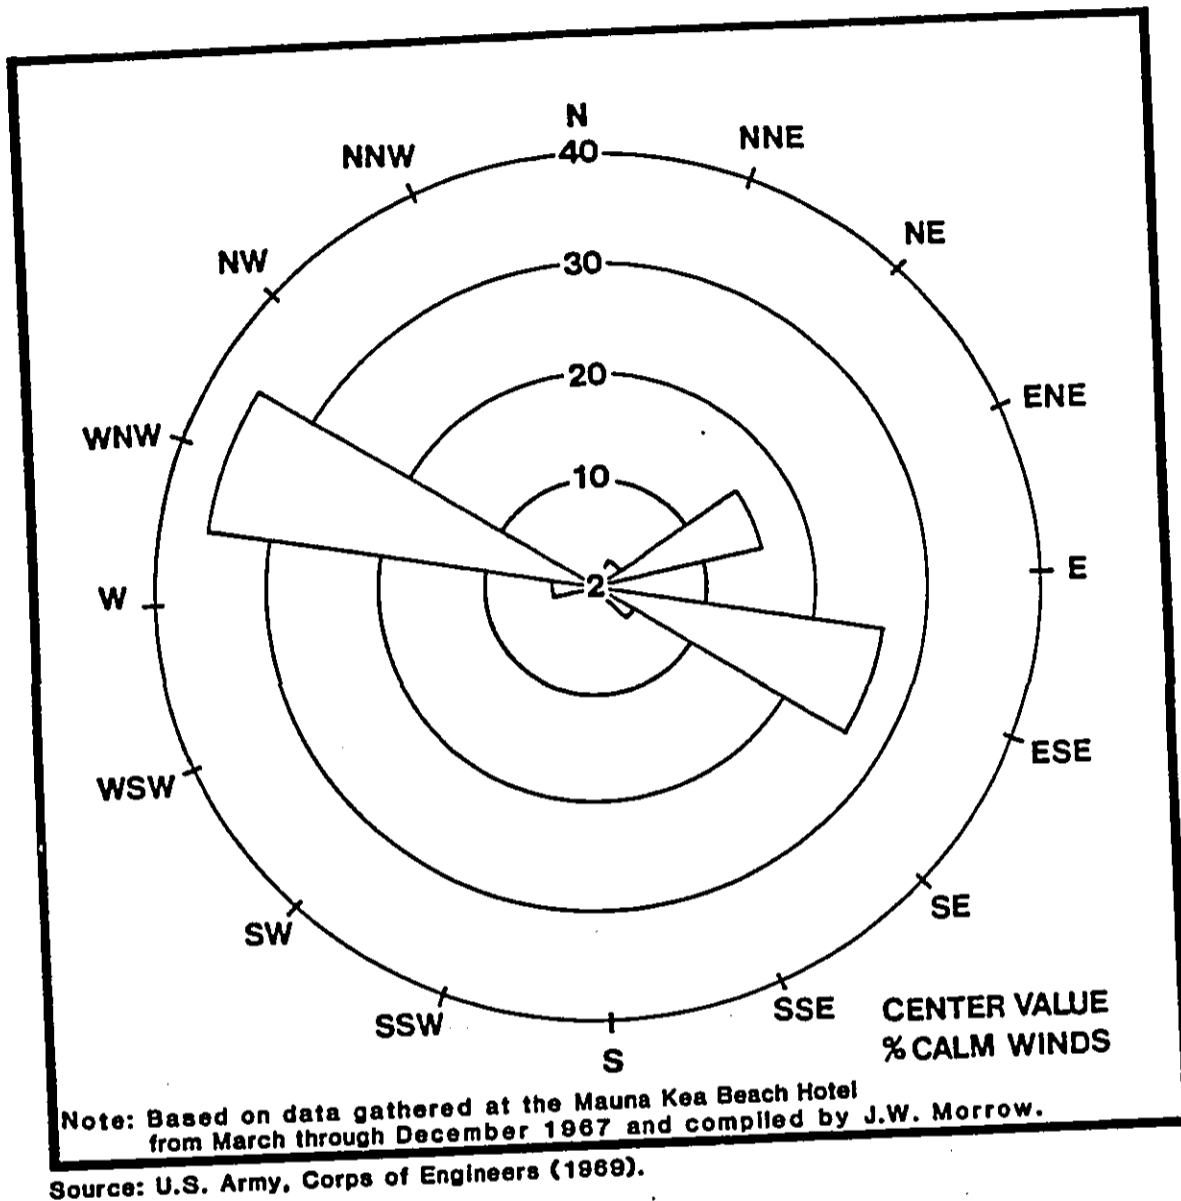 N
40
NNE
NNW
NE
NW
30
20
ENE
WNW
10
2
E
W
ESE
WSW
SE
SW
SSE
SSW
S
CENTER VALUE
% CALM WINDS
Note: Based on data gathered at the Mauna Kea Beach Hotel
from March through December 1967 and compiled by J.W. Morrow.
Source: U.S. Army, Corps of Engineers (1969).